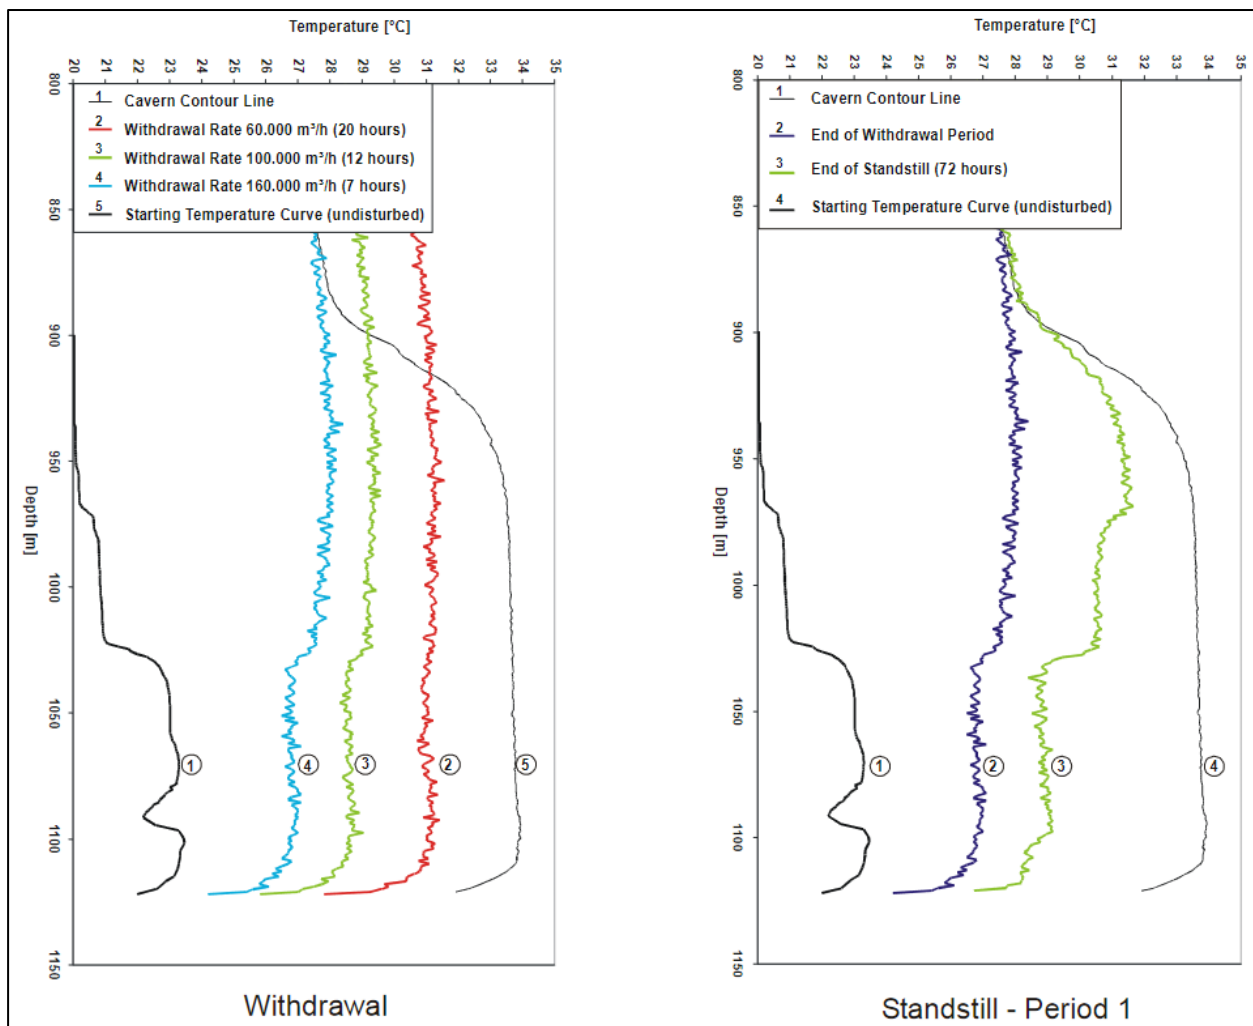 Temperature [°C]
20 21 22 23 24 25 26 27 28 29 30 31 32 33 34 35
800
850
900
950
1000
1050
1100
1150
Depth [m]
1 Cavern Contour Line
2 Withdrawal Rate 60.000 m³/h (20 hours)
3 Withdrawal Rate 100.000 m³/h (12 hours)
4 Withdrawal Rate 160.000 m³/h (7 hours)
5 Starting Temperature Curve (undisturbed)
1 4 3 2 5
Withdrawal
Temperature [°C]
20 21 22 23 24 25 26 27 28 29 30 31 32 33 34 35
800
850
900
950
1000
1050
1100
1150
Depth [m]
1 Cavern Contour Line
2 End of Withdrawal Period
3 End of Standstill (72 hours)
4 Starting Temperature Curve (undisturbed)
1 2 3 4
Standstill - Period 1